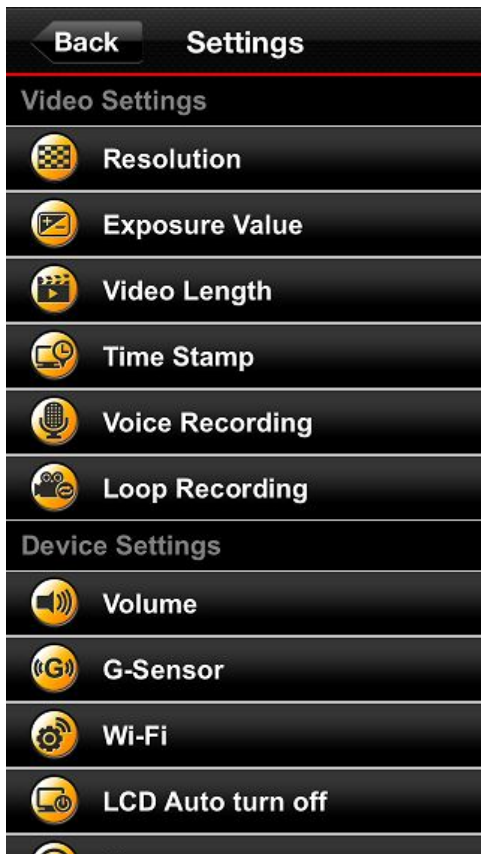 Back Settings
Video Settings
Resolution
Exposure Value
Video Length
Time Stamp
Voice Recording
Loop Recording
Device Settings
Volume
G-Sensor
Wi-Fi
LCD Auto turn off